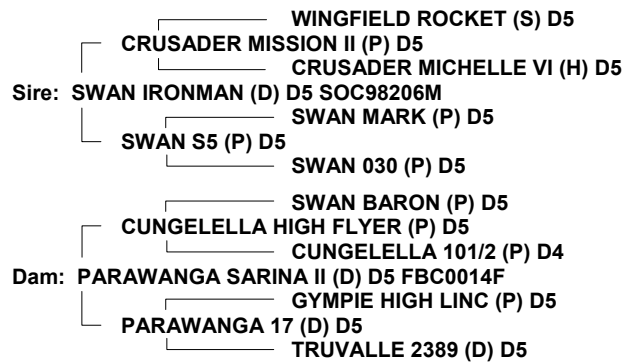 WINGFIELD ROCKET (S) D5
CRUSADER MISSION II (P) D5
CRUSADER MICHELLE VI (H) D5
Sire: SWAN IRONMAN (D) D5 SOC98206M
SWAN MARK (P) D5
SWAN S5 (P) D5
SWAN 030 (P) D5
SWAN BARON (P) D5
CUNGELELLA HIGH FLYER (P) D5
CUNGELELLA 101/2 (P) D4
Dam: PARAWANGA SARINA II (D) D5 FBC0014F
GYMPIE HIGH LINC (P) D5
PARAWANGA 17 (D) D5
TRUVALLE 2389 (D) D5